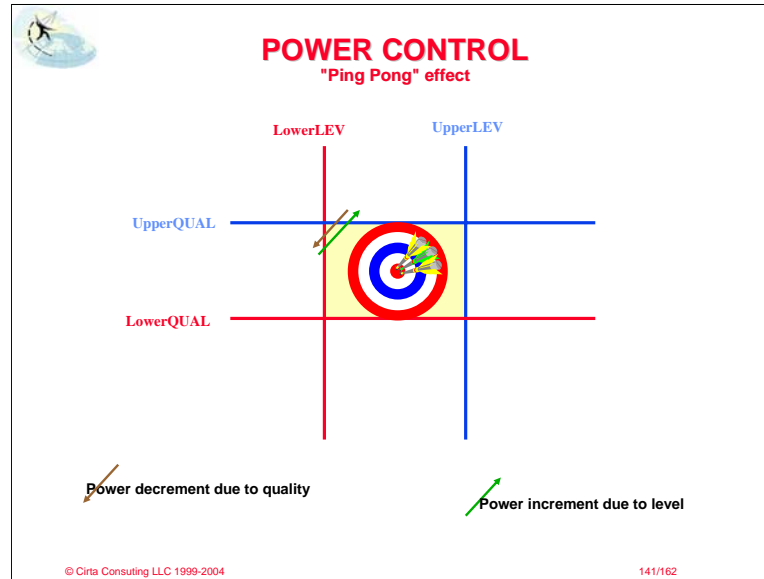 POWER CONTROL
"Ping Pong" effect
LowerLEV
UpperLEV
UpperQUAL
LowerQUAL
Power decrement due to quality
Power increment due to level
© Cirta Consuting LLC 1999-2004
141/162